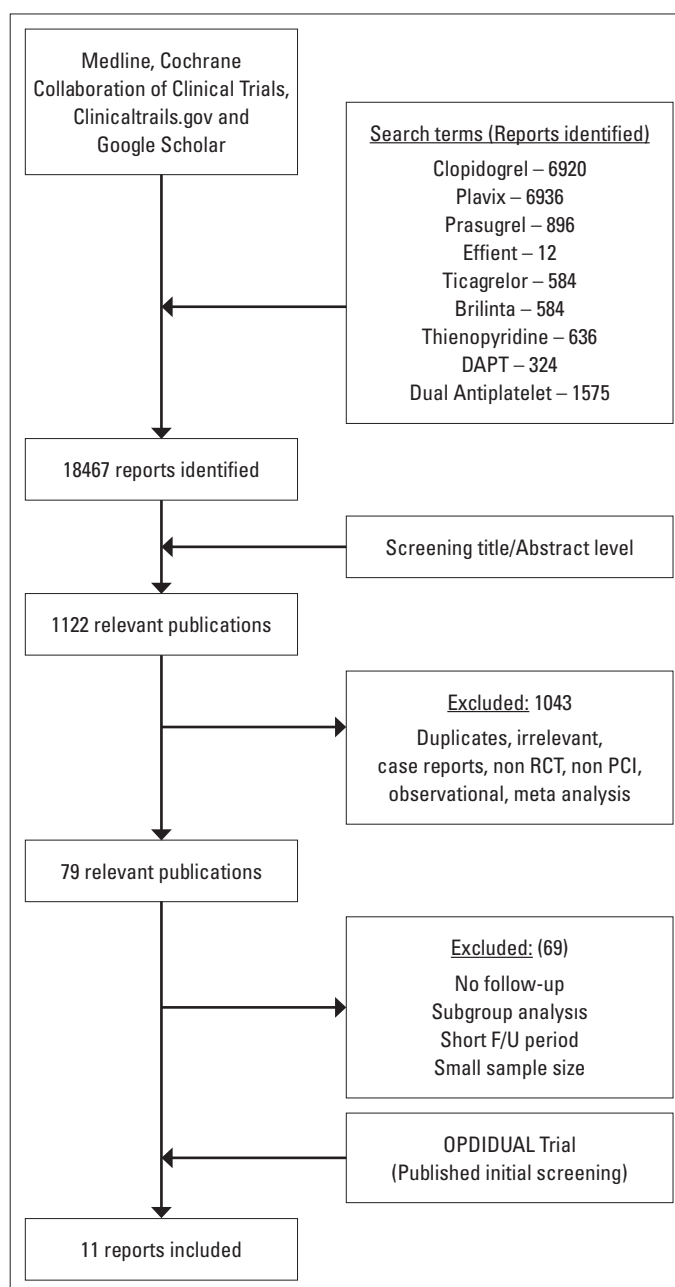 Medline, Cochrane
Collaboration of Clinical Trials,
Clinicaltrails.gov and
Google Scholar
Search terms (Reports identified)
Clopidogrel – 6920
Plavix – 6936
Prasugrel – 896
Effient – 12
Ticagrelor – 584
Brilinta – 584
Thienopyridine – 636
DAPT – 324
Dual Antiplatelet – 1575
18467 reports identified
Screening title/Abstract level
1122 relevant publications
Excluded: 1043
Duplicates, irrelevant,
case reports, non RCT, non PCI,
observational, meta analysis
79 relevant publications
Excluded: (69)
No follow-up
Subgroup analysis
Short F/U period
Small sample size
OPDIDUAL Trial
(Published initial screening)
11 reports included